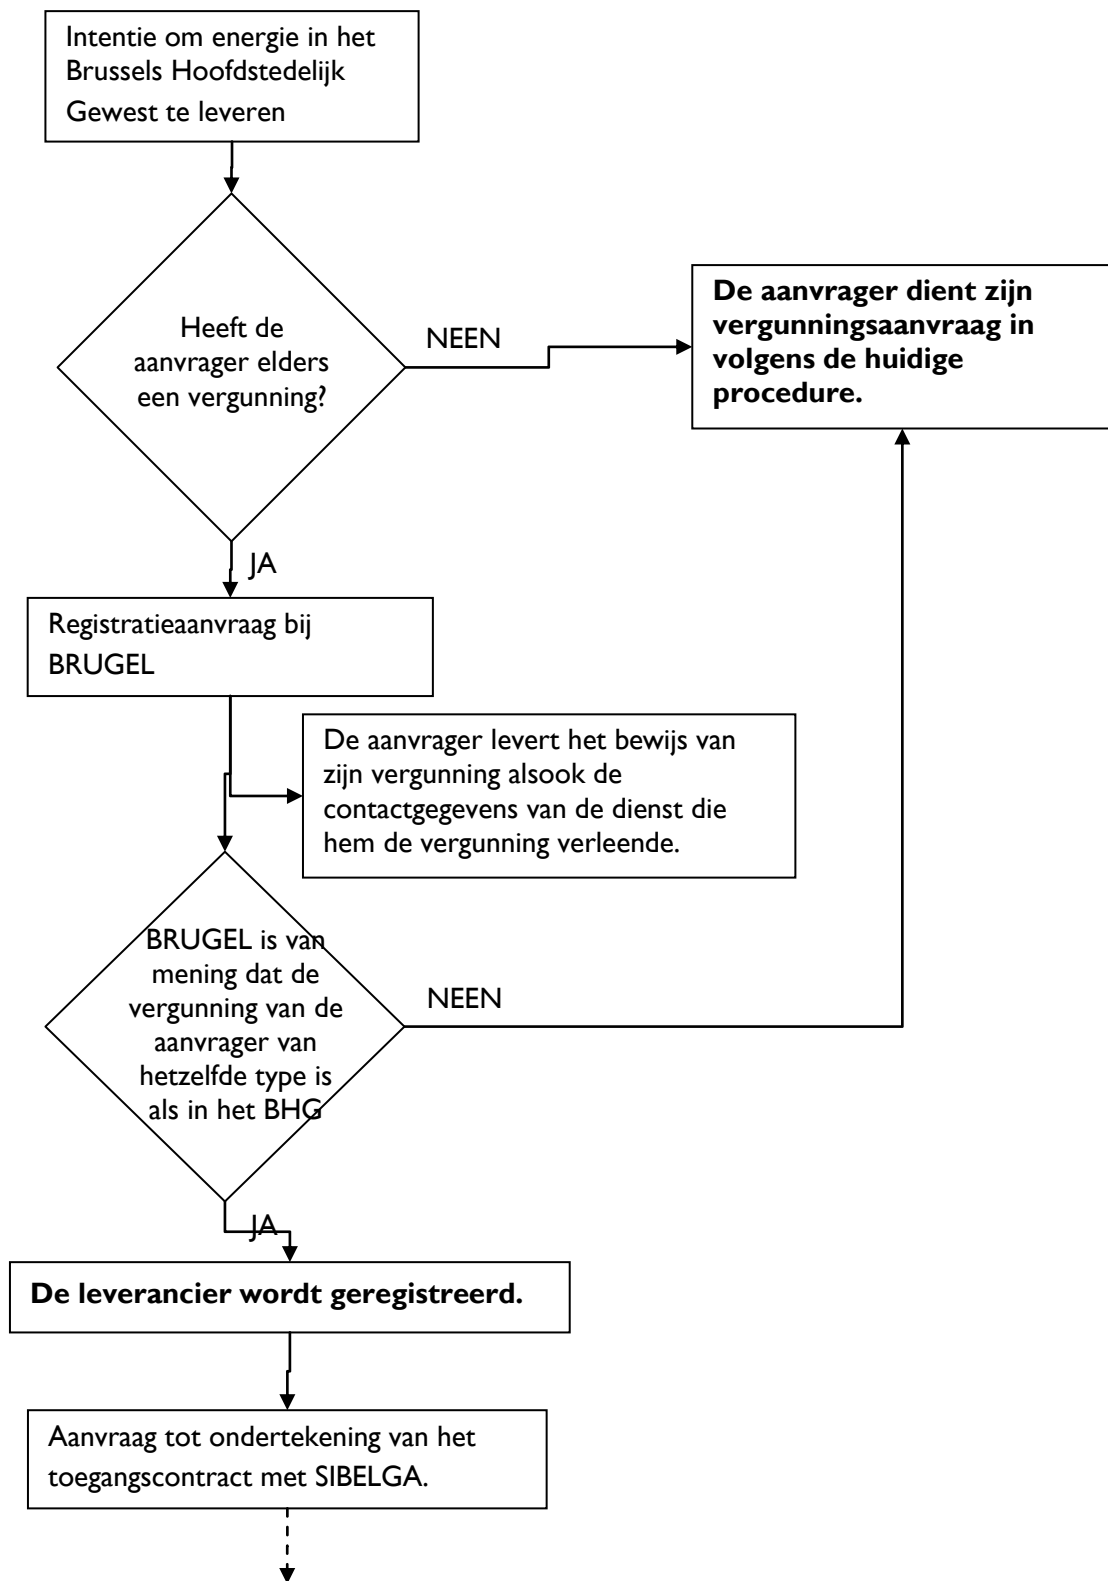 Intentie om energie in het
Brussels Hoofdstedelijk
Gewest te leveren
Heeft de
aanvrager elders
een vergunning?
NEEN
De aanvrager dient zijn
vergunningsaanvraag in
volgens de huidige
procedure.
JA
Registratieaanvraag bij
BRUGEL
De aanvrager levert het bewijs van
zijn vergunning alsook de
contactgegevens van de dienst die
hem de vergunning verleende.
BRUGEL is van
mening dat de
vergunning van de
aanvrager van
hetzelfde type is
als in het BHG
NEEN
JA
De leverancier wordt geregistreerd.
Aanvraag tot ondertekening van het
toegangscontract met SIBELGA.